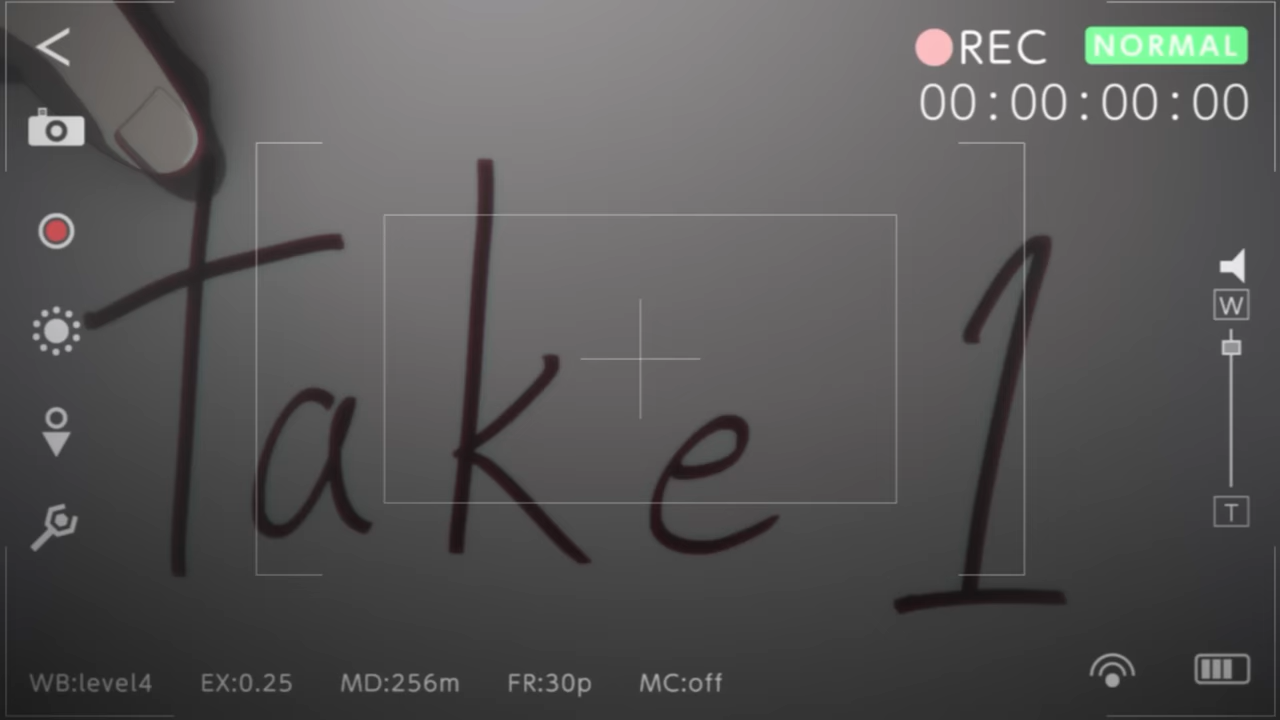 REC NORMAL
00:00:00:00
Take 1
W
T
WB:level4 EX:0.25 MD:256m FR:30p MC:off